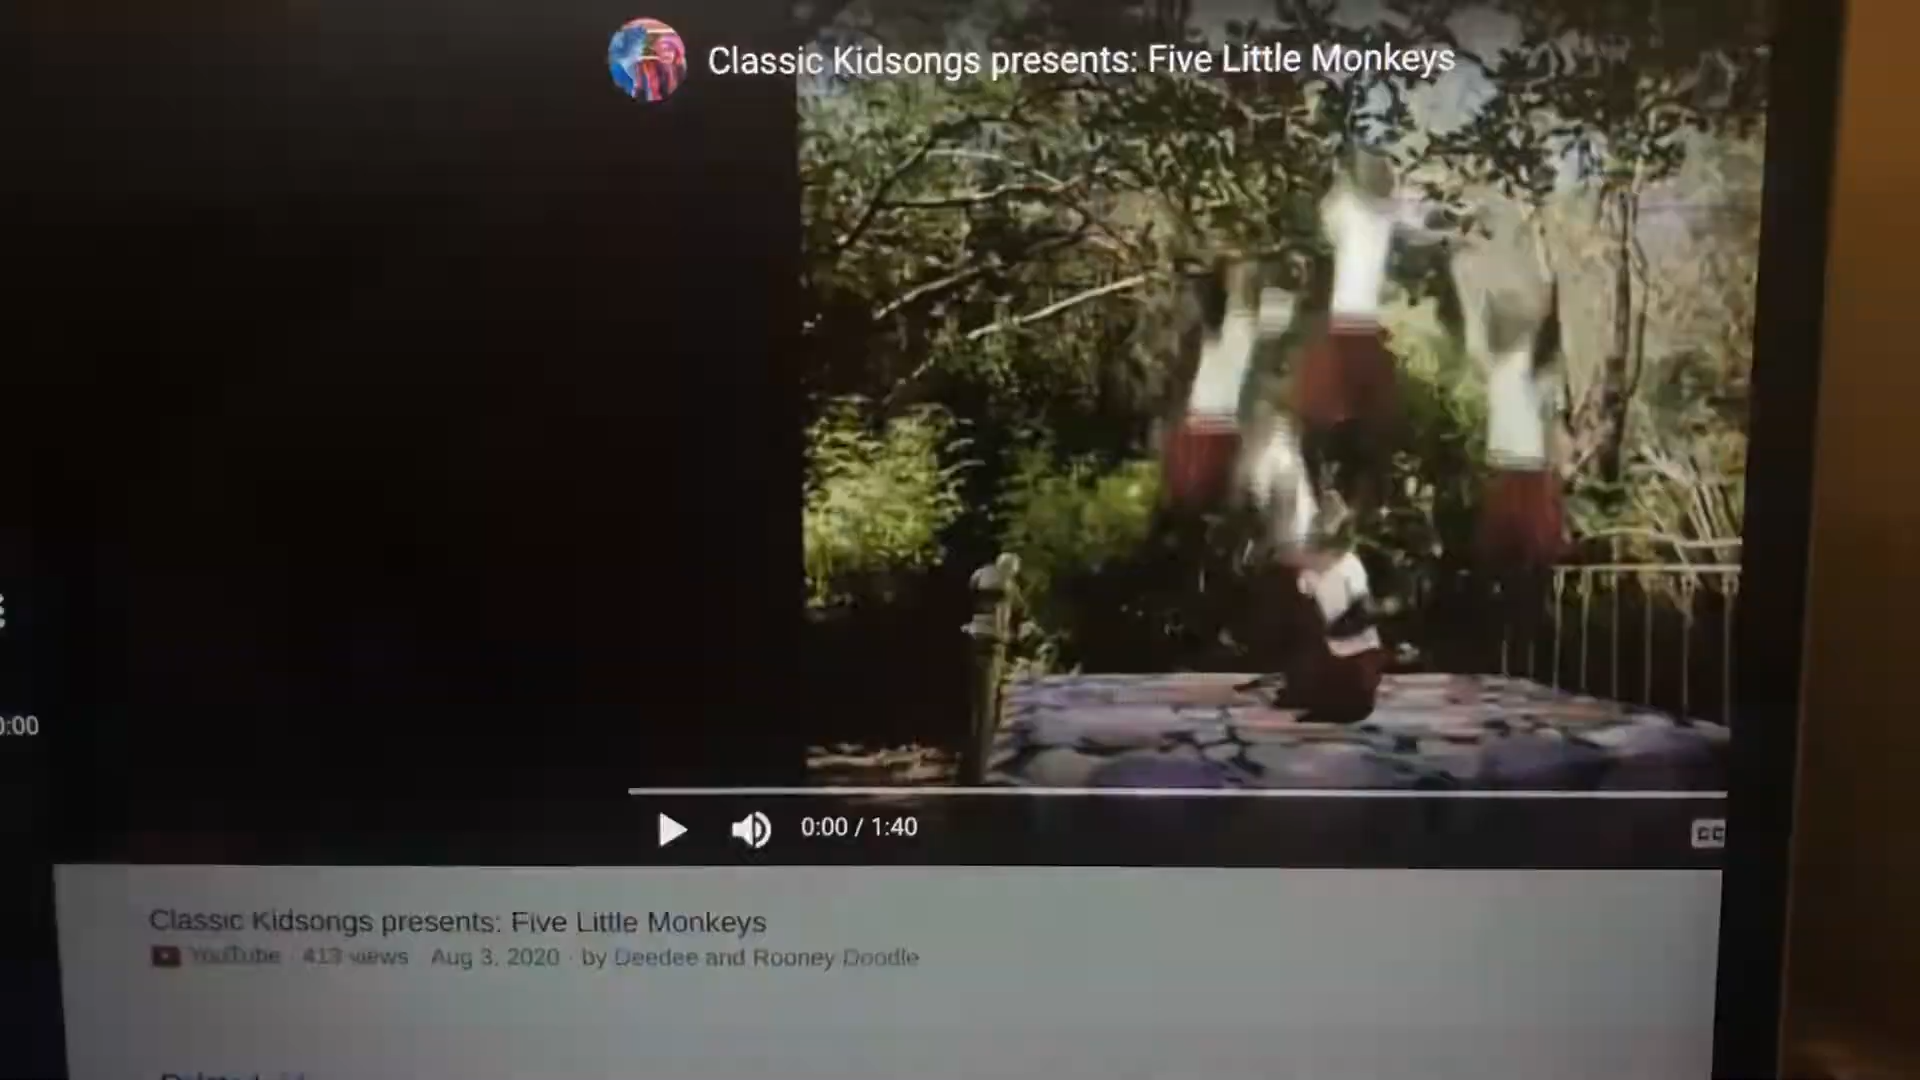 Classic Kidsongs presents: Five Little Monkeys
0:00
0:00 / 1:40
CC
Classic Kidsongs presents: Five Little Monkeys
YouTube · 413 views · Aug 3, 2020 · by Deedee and Rooney Doodle